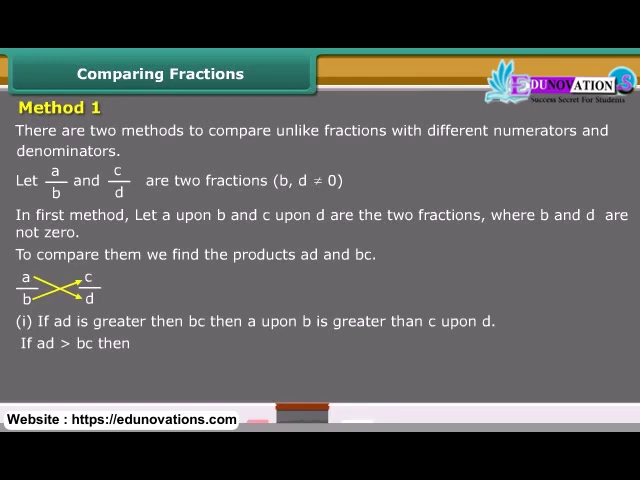 Comparing Fractions
EDUNOVATIONS
Success Secret For Students
Method 1
There are two methods to compare unlike fractions with different numerators and
denominators.
Let a/b and c/d are two fractions (b, d ≠ 0)
In first method, Let a upon b and c upon d are the two fractions, where b and d are
not zero.
To compare them we find the products ad and bc.
a c
b d
(i) If ad is greater then bc then a upon b is greater than c upon d.
If ad > bc then
Website : https://edunovations.com